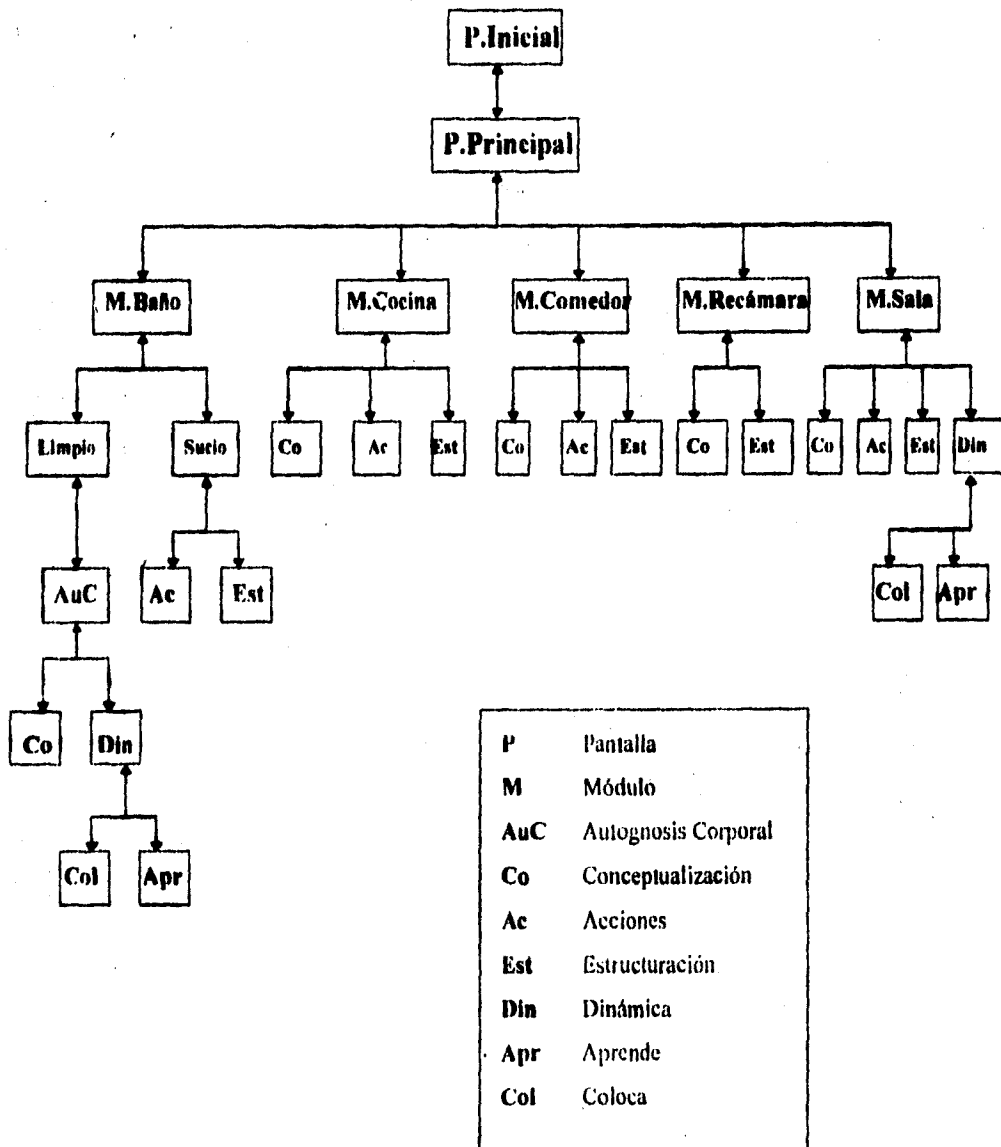 P.Inicial
P.Principal
M.Baño M.Cocina M.Comedor M.Recámara M.Sala
Limpio Sucio Co Ac Est Co Ac Est Co Est Co Ac Est Din
AuC Ac Est Col Apr
Co Din
Col Apr
P Pantalla
M Módulo
AuC Autognosis Corporal
Co Conceptualización
Ac Acciones
Est Estructuración
Din Dinámica
Apr Aprende
Col Coloca